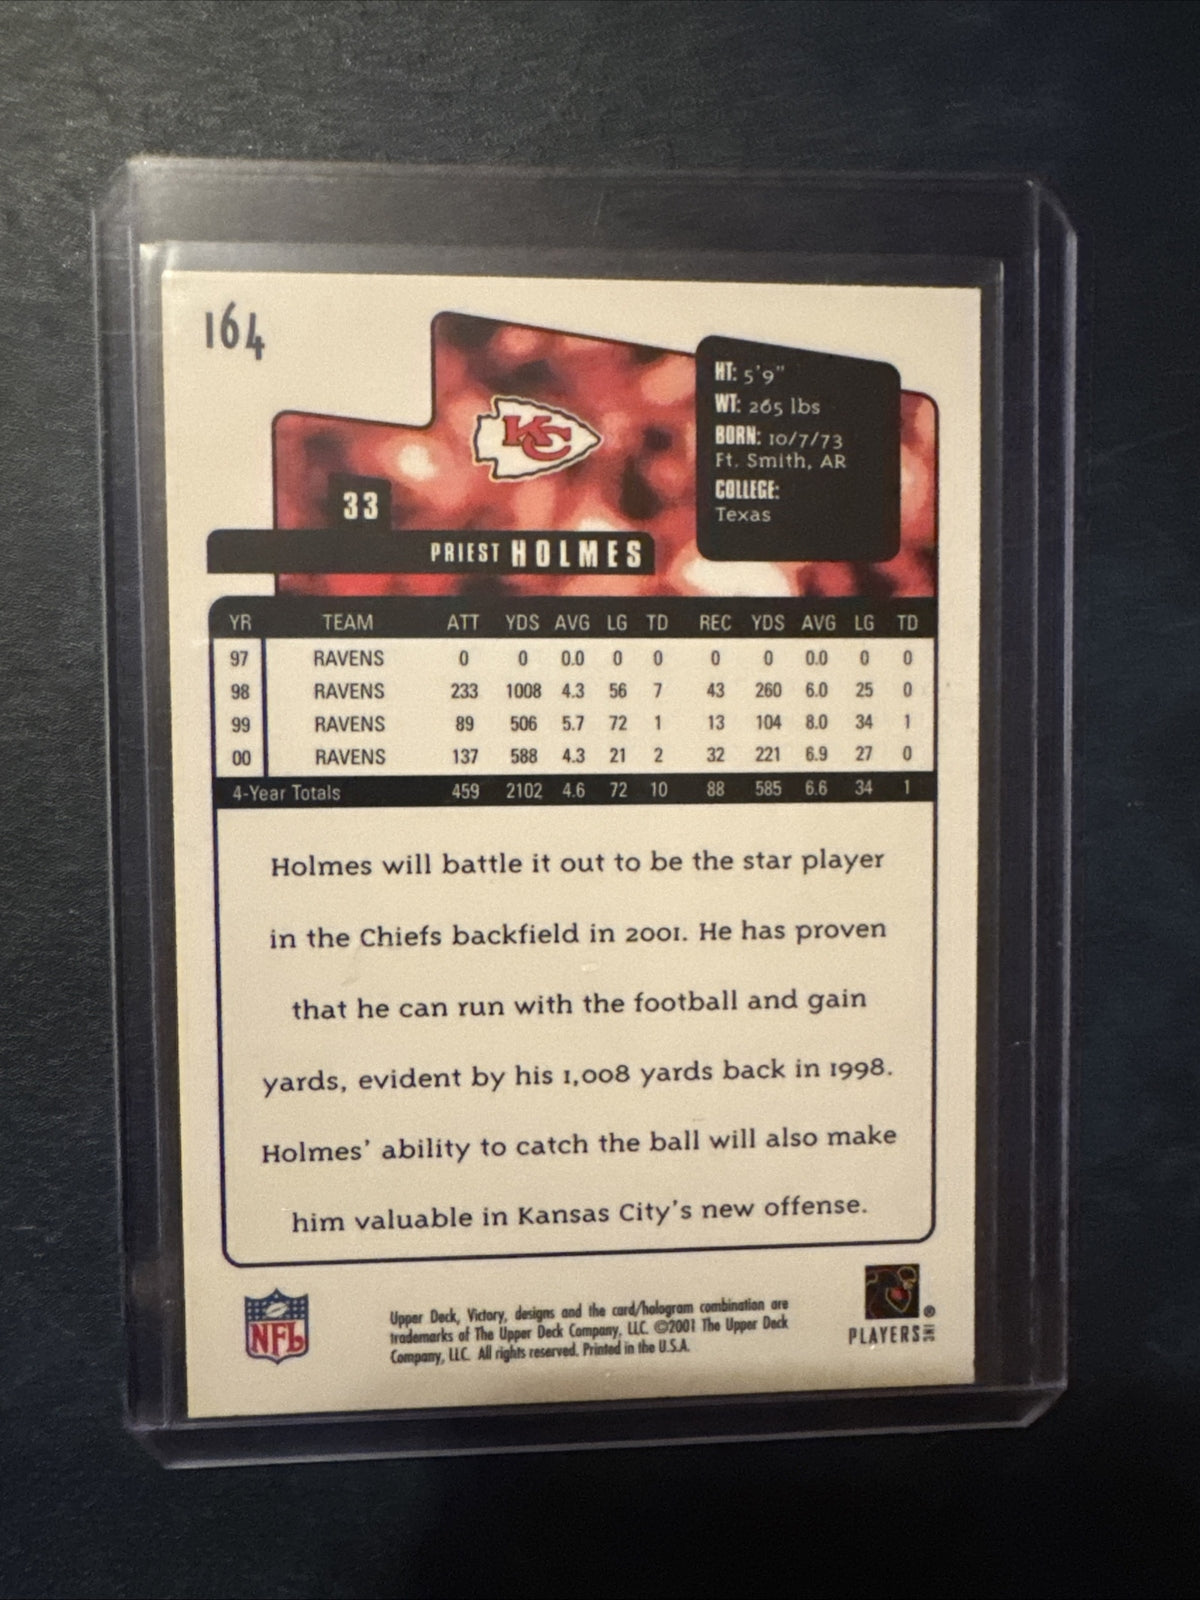 164
KC
HT: 5'9"
WT: 265 lbs
BORN: 10/7/73
Ft. Smith, AR
COLLEGE:
Texas
33
PRIEST HOLMES
YR TEAM ATT YDS AVG LG TD REC YDS AVG LG TD
97 RAVENS 0 0 0.0 0 0 0 0 0.0 0 0
98 RAVENS 233 1008 4.3 56 7 43 260 6.0 25 0
99 RAVENS 89 506 5.7 72 1 13 104 8.0 34 1
00 RAVENS 137 588 4.3 21 2 32 221 6.9 27 0
4-Year Totals 459 2102 4.6 72 10 88 585 6.6 34 1
Holmes will battle it out to be the star player
in the Chiefs backfield in 2001. He has proven
that he can run with the football and gain
yards, evident by his 1,008 yards back in 1998.
Holmes' ability to catch the ball will also make
him valuable in Kansas City's new offense.
NFL
Upper Deck, Victory, designs and the card/hologram combination are
trademarks of The Upper Deck Company, LLC. ©2001 The Upper Deck
Company, LLC. All rights reserved. Printed in the U.S.A.
®
PLAYERS INC